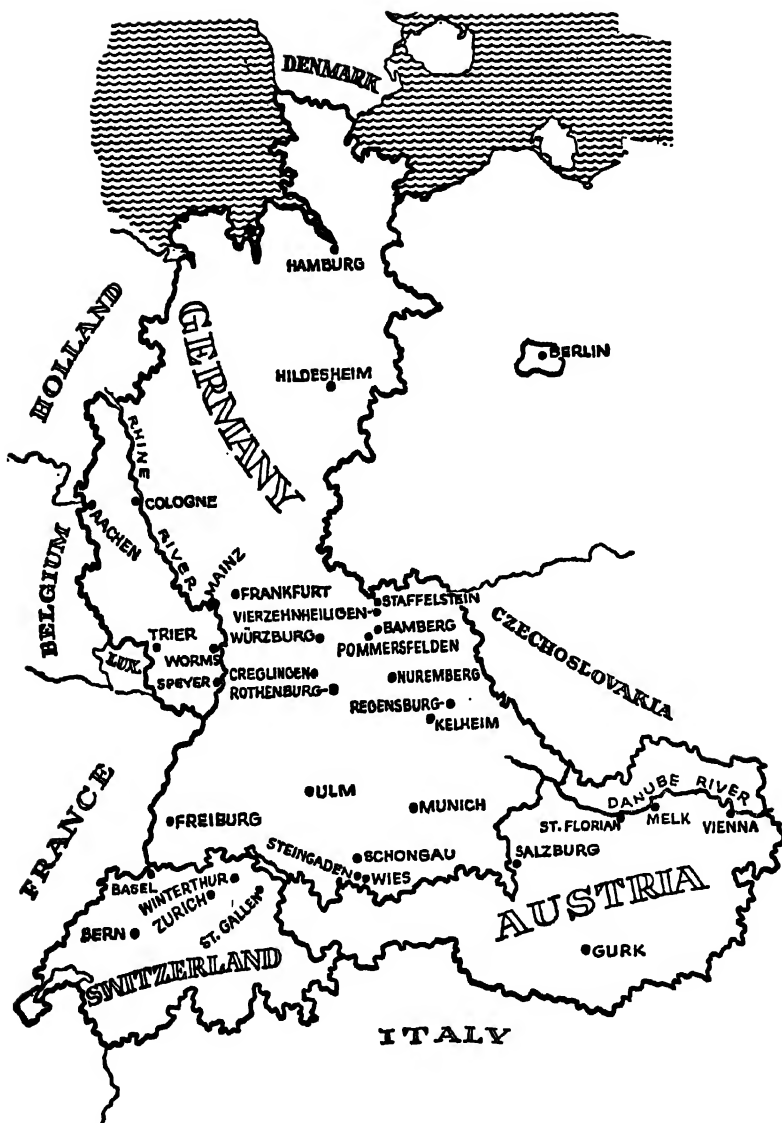 DENMARK
HAMBURG
HOLLAND
GERMANY
BERLIN
HILDESHEIM
RHINE
RIVER
COLOGNE
AACHEN
BELGIUM
MAINZ
FRANKFURT
STAFFELSTEIN
VIERZEHNHEILIGEN
BAMBERG
TRIER
WÜRZBURG
POMMERSFELDEN
CZECHOSLOVAKIA
LUX.
WORMS
SPEYER
CREGLINGEN
NUREMBERG
ROTHENBURG
REGENSBURG
KELHEIM
FRANCE
ULM
MUNICH
DANUBE RIVER
FREIBURG
ST. FLORIAN
MELK
VIENNA
STEINGADEN
SCHONGAU
SALZBURG
BASEL
WIES
WINTERTHUR
ZURICH
ST. GALLEN
AUSTRIA
BERN
GURK
SWITZERLAND
ITALY